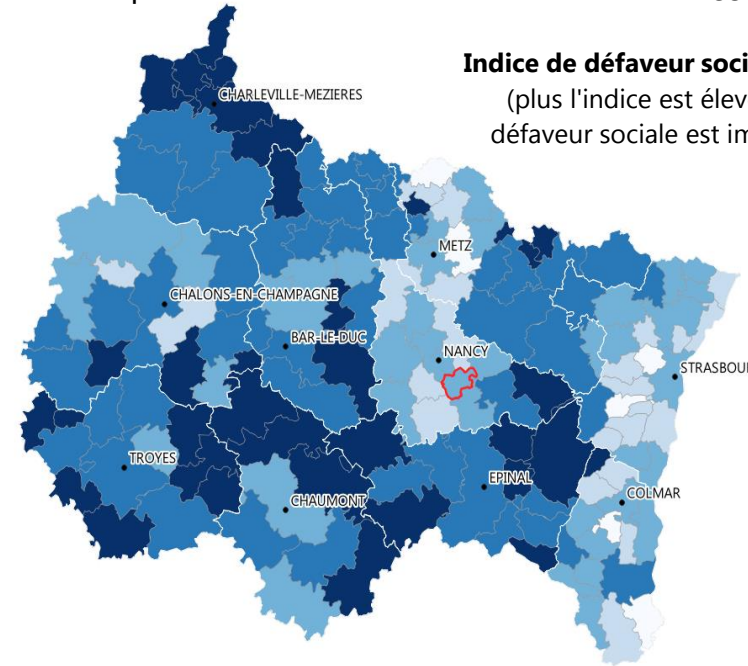 Indice de défaveur soci
(plus l'indice est élev
défaveur sociale est im
CHARLEVILLE-MEZIERES
METZ
CHALONS-EN-CHAMPAGNE
BAR-LE-DUC
NANCY
STRASBOU
TROYES
EPINAL
CHAUMONT
COLMAR